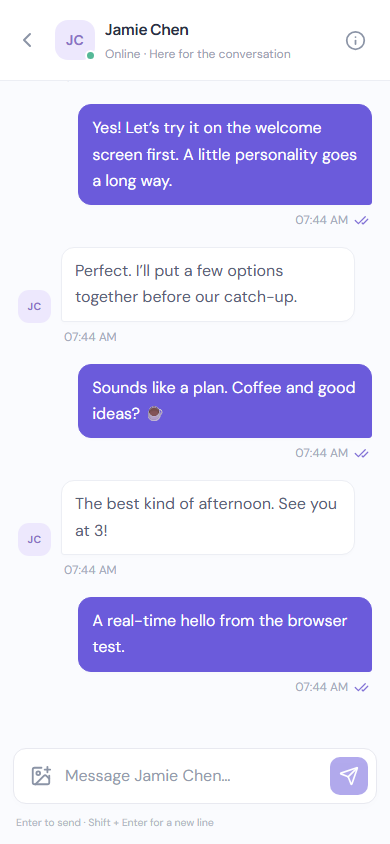 JC
Jamie Chen
Online · Here for the conversation
Yes! Let’s try it on the welcome
screen first. A little personality goes
a long way.
07:44 AM
Perfect. I’ll put a few options
together before our catch-up.
JC
07:44 AM
Sounds like a plan. Coffee and good
ideas? ☕
07:44 AM
The best kind of afternoon. See you
at 3!
JC
07:44 AM
A real-time hello from the browser
test.
07:44 AM
Message Jamie Chen...
Enter to send · Shift + Enter for a new line